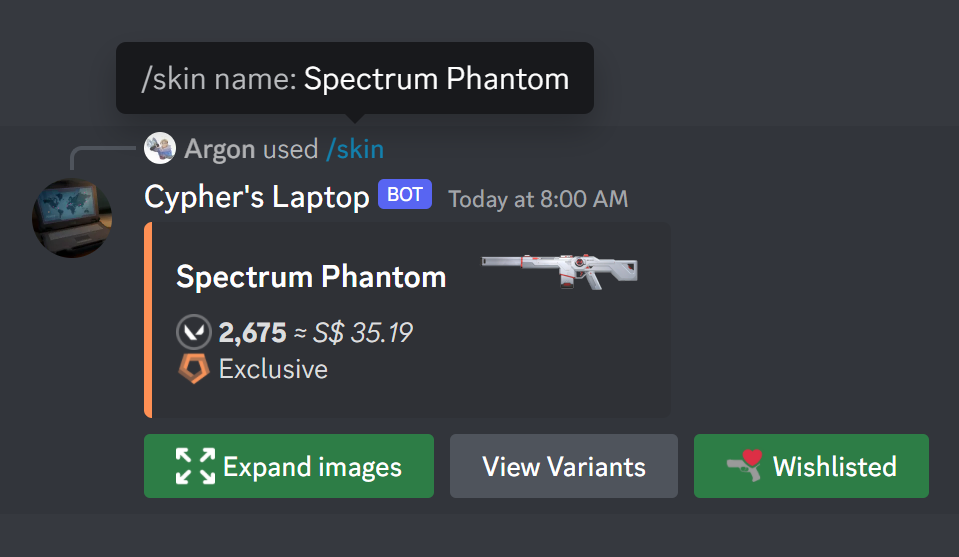 /skin name: Spectrum Phantom
Argon used /skin
Cypher's Laptop BOT Today at 8:00 AM
Spectrum Phantom
2,675 ≈ S$ 35.19
Exclusive
Expand images View Variants Wishlisted